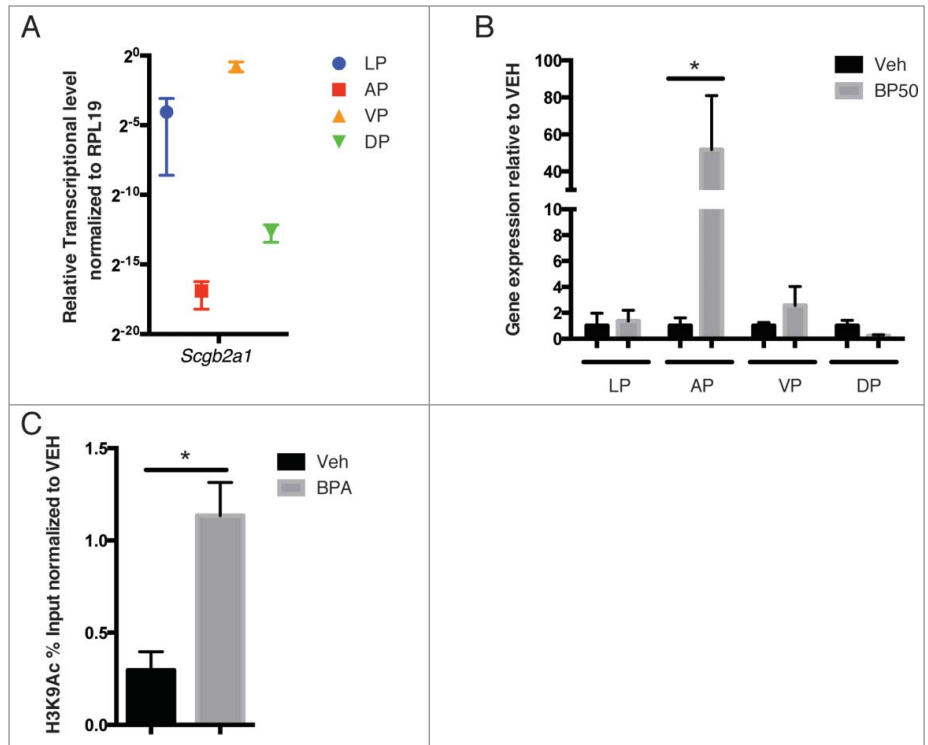 A
Relative Transcriptional level
normalized to RPL19
2^0
2^-5
2^-10
2^-15
2^-20
Scgb2a1
LP
AP
VP
DP
B
Gene expression relative to VEH
100
80
60
40
10
8
6
4
2
0
*
LP
AP
VP
DP
Veh
BP50
C
H3K9Ac % Input normalized to VEH
1.5
1.0
0.5
0.0
*
Veh
BPA